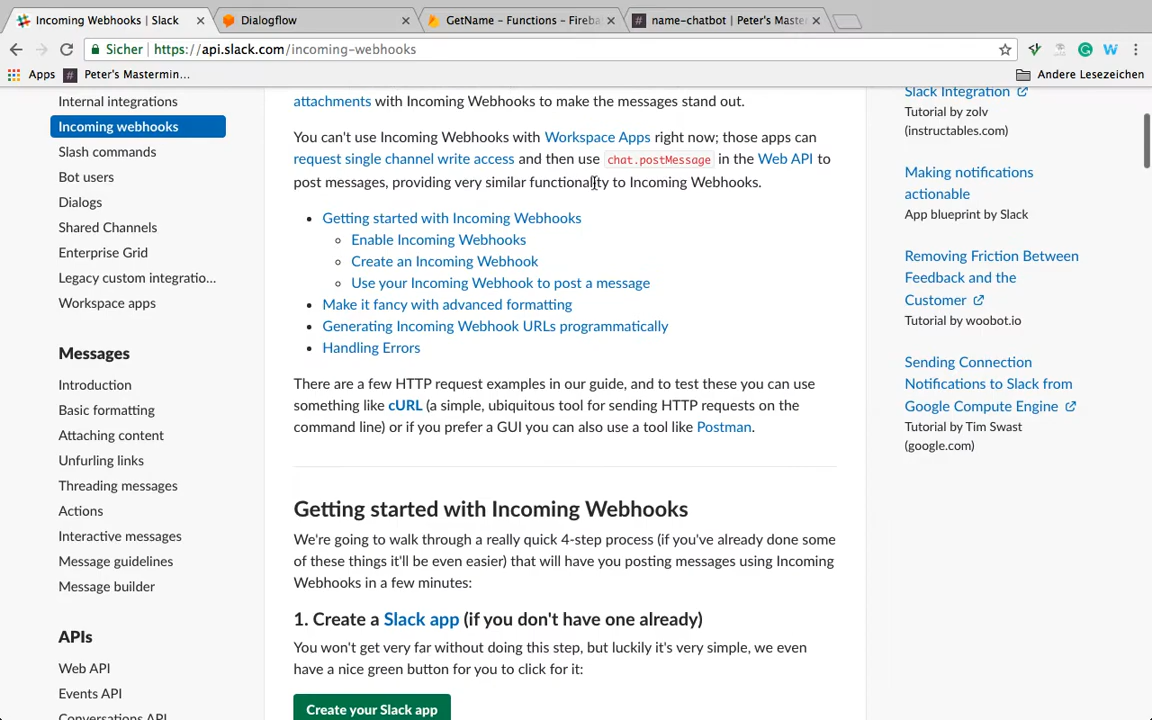 Incoming Webhooks | Slack
Dialogflow
GetName - Functions - Fireba
name-chatbot | Peter's Maste
Sicher
https://api.slack.com/incoming-webhooks
Apps
Peter's Mastermin...
Andere Lesezeichen
Internal integrations
Incoming webhooks
Slash commands
Bot users
Dialogs
Shared Channels
Enterprise Grid
Legacy custom integratio...
Workspace apps
Messages
Introduction
Basic formatting
Attaching content
Unfurling links
Threading messages
Actions
Interactive messages
Message guidelines
Message builder
APIs
Web API
Events API
Conversations API
attachments with Incoming Webhooks to make the messages stand out.
You can't use Incoming Webhooks with Workspace Apps right now; those apps can
request single channel write access and then use chat.postMessage in the Web API to
post messages, providing very similar functionality to Incoming Webhooks.
• Getting started with Incoming Webhooks
◦ Enable Incoming Webhooks
◦ Create an Incoming Webhook
◦ Use your Incoming Webhook to post a message
• Make it fancy with advanced formatting
• Generating Incoming Webhook URLs programmatically
• Handling Errors
There are a few HTTP request examples in our guide, and to test these you can use
something like cURL (a simple, ubiquitous tool for sending HTTP requests on the
command line) or if you prefer a GUI you can also use a tool like Postman.
Getting started with Incoming Webhooks
We're going to walk through a really quick 4-step process (if you've already done some
of these things it'll be even easier) that will have you posting messages using Incoming
Webhooks in a few minutes:
1. Create a Slack app (if you don't have one already)
You won't get very far without doing this step, but luckily it's very simple, we even
have a nice green button for you to click for it:
Create your Slack app
Slack Integration
Tutorial by zolv
(instructables.com)
Making notifications
actionable
App blueprint by Slack
Removing Friction Between
Feedback and the
Customer
Tutorial by woobot.io
Sending Connection
Notifications to Slack from
Google Compute Engine
Tutorial by Tim Swast
(google.com)